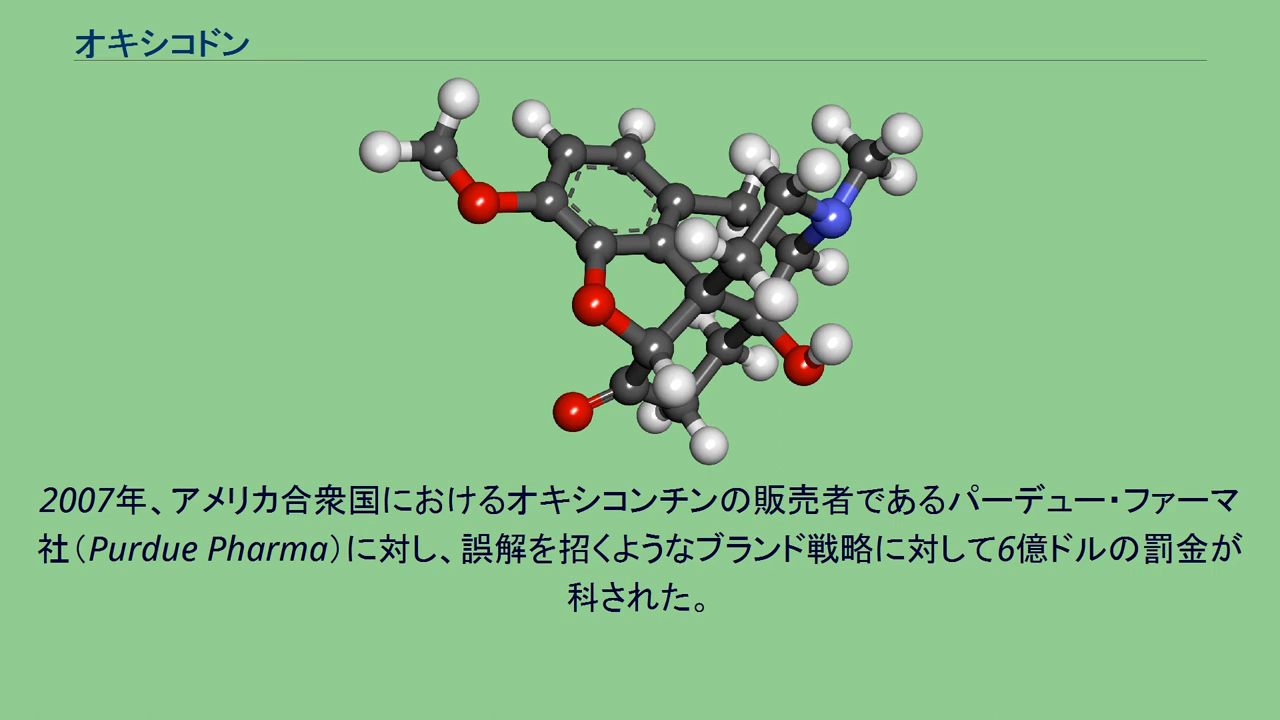 オキシコドン
2007年、アメリカ合衆国におけるオキシコンチンの販売者であるパーデュー・ファーマ
社（Purdue Pharma）に対し、誤解を招くようなブランド戦略に対して6億ドルの罰金が
科された。